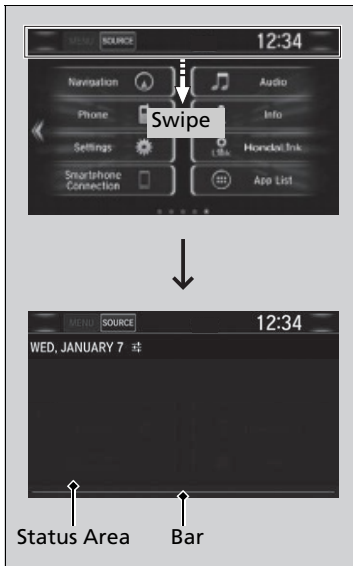 MENU SOURCE 12:34
Navigation Audio
Phone Info
Swipe
Settings HondaLink
Smartphone
Connection App List
MENU SOURCE 12:34
WED, JANUARY 7
Status Area Bar